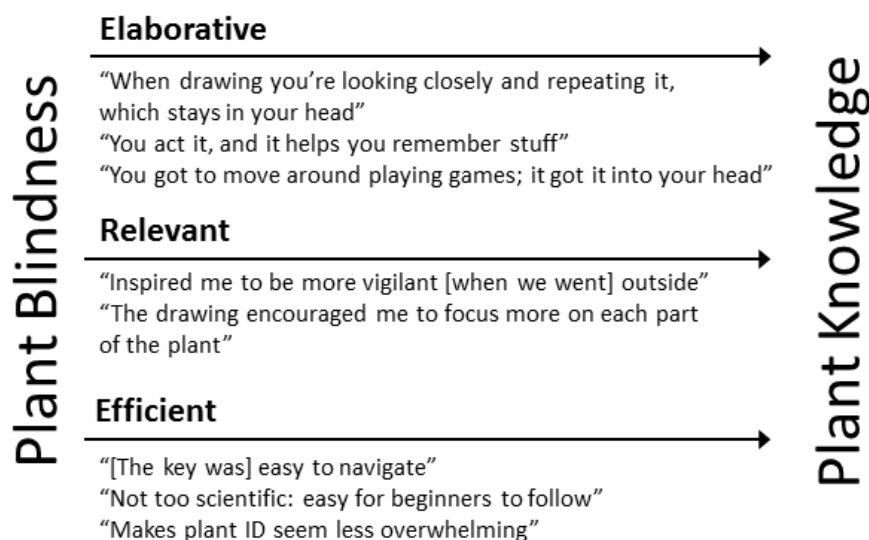 Plant Blindness
Elaborative
“When drawing you’re looking closely and repeating it,
which stays in your head”
“You act it, and it helps you remember stuff”
“You got to move around playing games; it got it into your head”
Relevant
“Inspired me to be more vigilant [when we went] outside”
“The drawing encouraged me to focus more on each part
of the plant”
Efficient
“[The key was] easy to navigate”
“Not too scientific: easy for beginners to follow”
“Makes plant ID seem less overwhelming”
Plant Knowledge